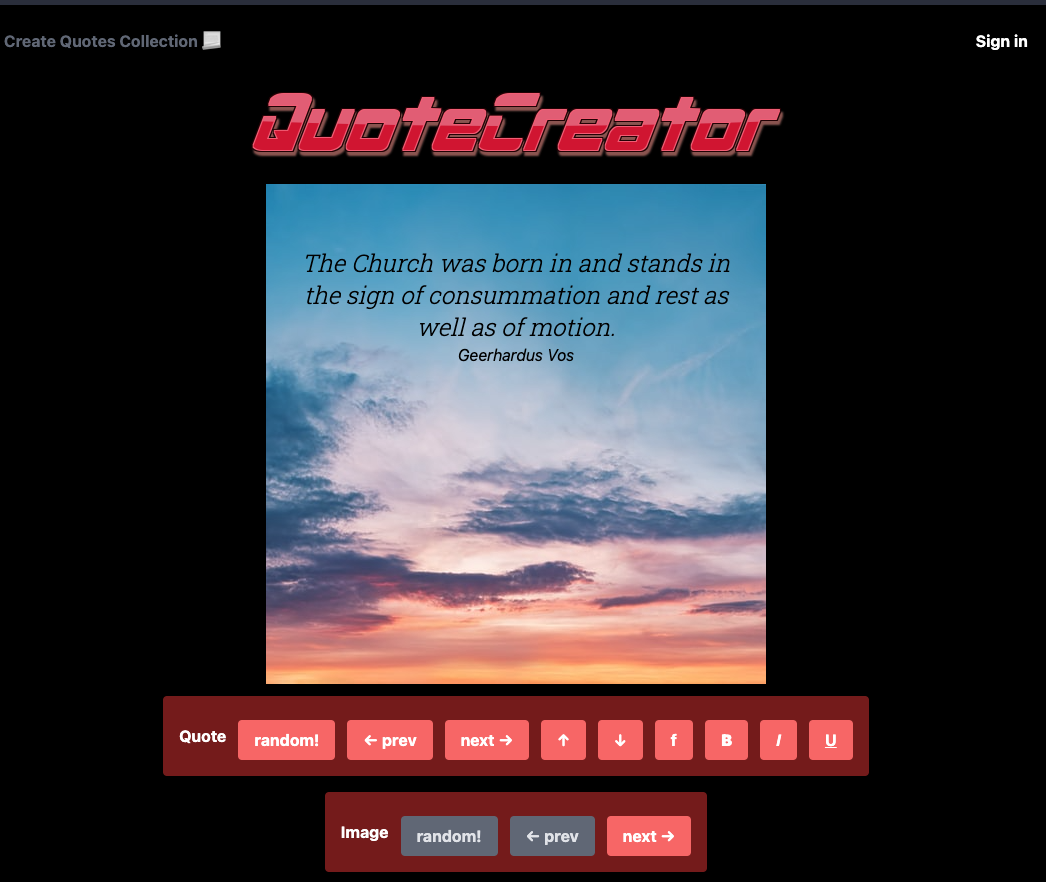 Create Quotes Collection
Sign in
QuoteCreator
The Church was born in and stands in
the sign of consummation and rest as
well as of motion.
Geerhardus Vos
Quote random! ← prev next → ↑ ↓ f B I U
Image random! ← prev next →